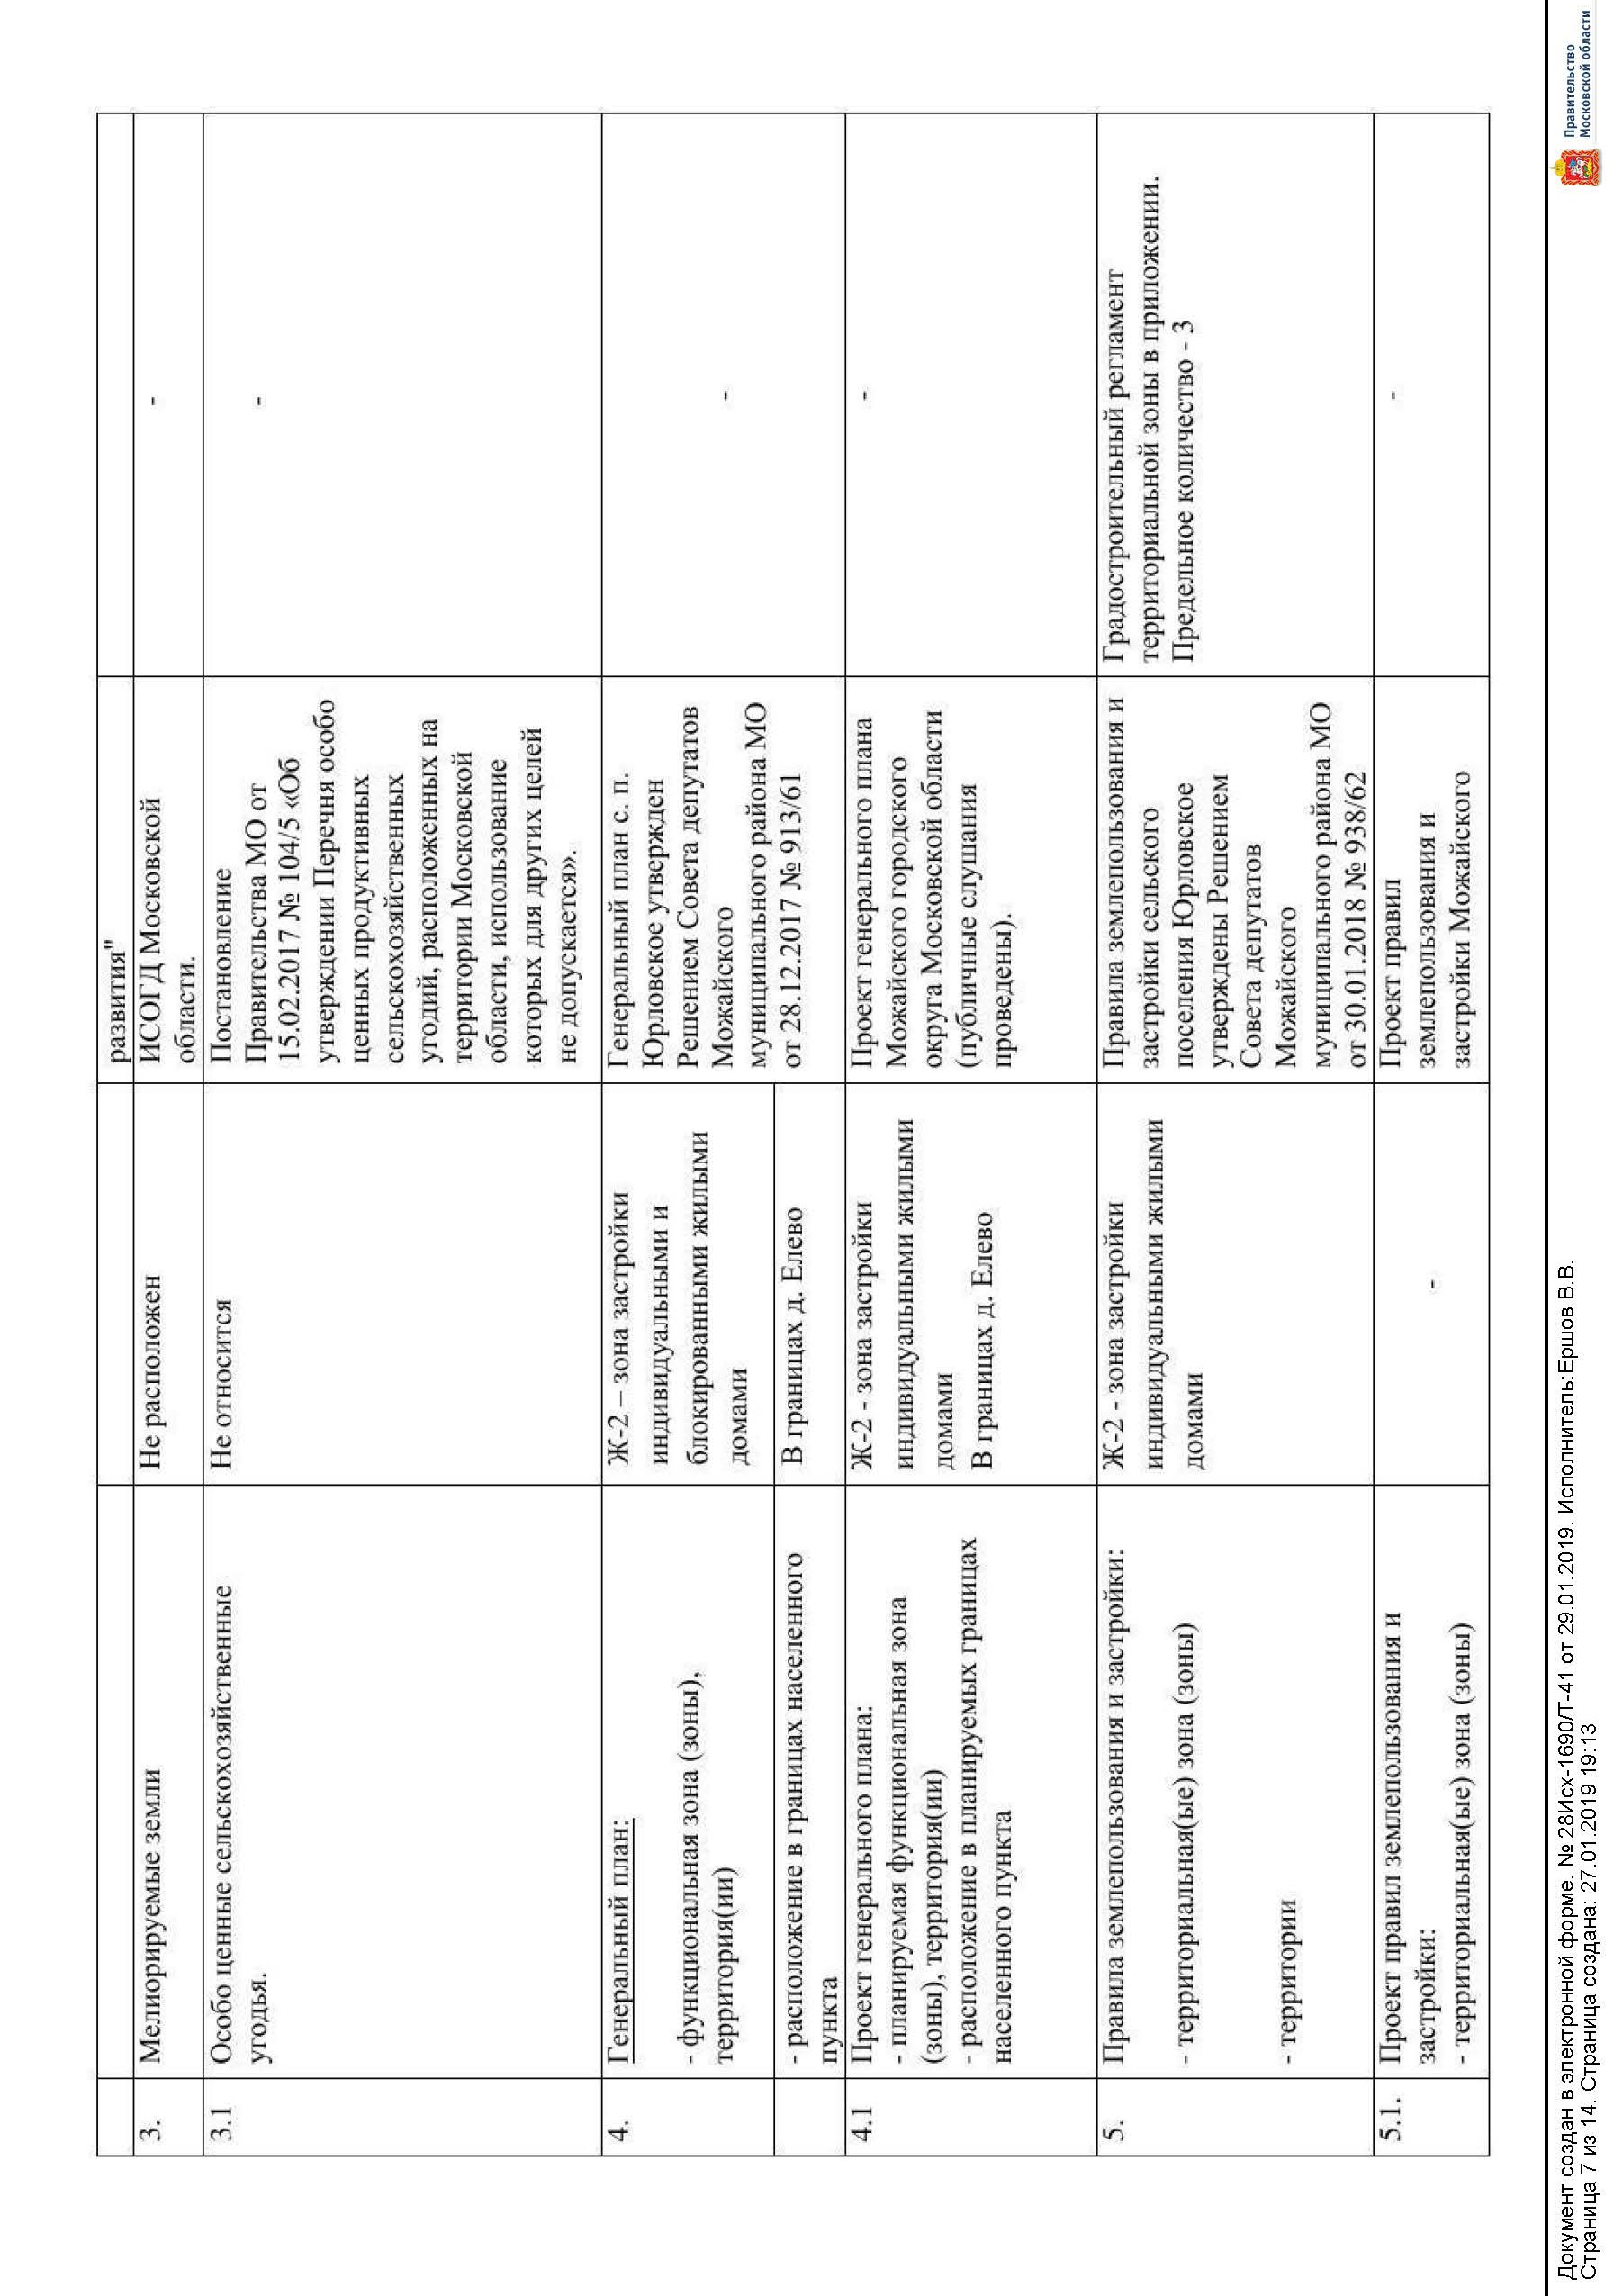 развития"
3.
Мелиорируемые земли
Не расположен
ИСОГД Московской
области.
-
3.1
Особо ценные сельскохозяйственные
угодья.
Не относится
Постановление
Правительства МО от
15.02.2017 № 104/5 «Об
утверждении Перечня особо
ценных продуктивных
сельскохозяйственных
угодий, расположенных на
территории Московской
области, использование
которых для других целей
не допускается».
-
4.
Генеральный план:
- функциональная зона (зоны),
территория(ии)
Ж-2 – зона застройки
индивидуальными и
блокированными жилыми
домами
Генеральный план с. п.
Юрловское утвержден
Решением Совета депутатов
Можайского
муниципального района МО
от 28.12.2017 № 913/61
-
- расположение в границах населенного
пункта
В границах д. Елево
4.1
Проект генерального плана:
- планируемая функциональная зона
(зоны), территория(ии)
- расположение в планируемых границах
населенного пункта
Ж-2 - зона застройки
индивидуальными жилыми
домами
В границах д. Елево
Проект генерального плана
Можайского городского
округа Московской области
(публичные слушания
проведены).
-
5.
Правила землепользования и застройки:
- территориальная(ые) зона (зоны)
- территории
Ж-2 - зона застройки
индивидуальными жилыми
домами
Правила землепользования и
застройки сельского
поселения Юрловское
утверждены Решением
Совета депутатов
Можайского
муниципального района МО
от 30.01.2018 № 938/62
Градостроительный регламент
территориальной зоны в приложении.
Предельное количество - 3
5.1.
Проект правил землепользования и
застройки:
- территориальная(ые) зона (зоны)
-
Проект правил
землепользования и
застройки Можайского
-
Документ создан в электронной форме. № 28Исх-1690/Т-41 от 29.01.2019. Исполнитель:Ершов В.В.
Страница 7 из 14. Страница создана: 27.01.2019 19:13
Правительство
Московской области